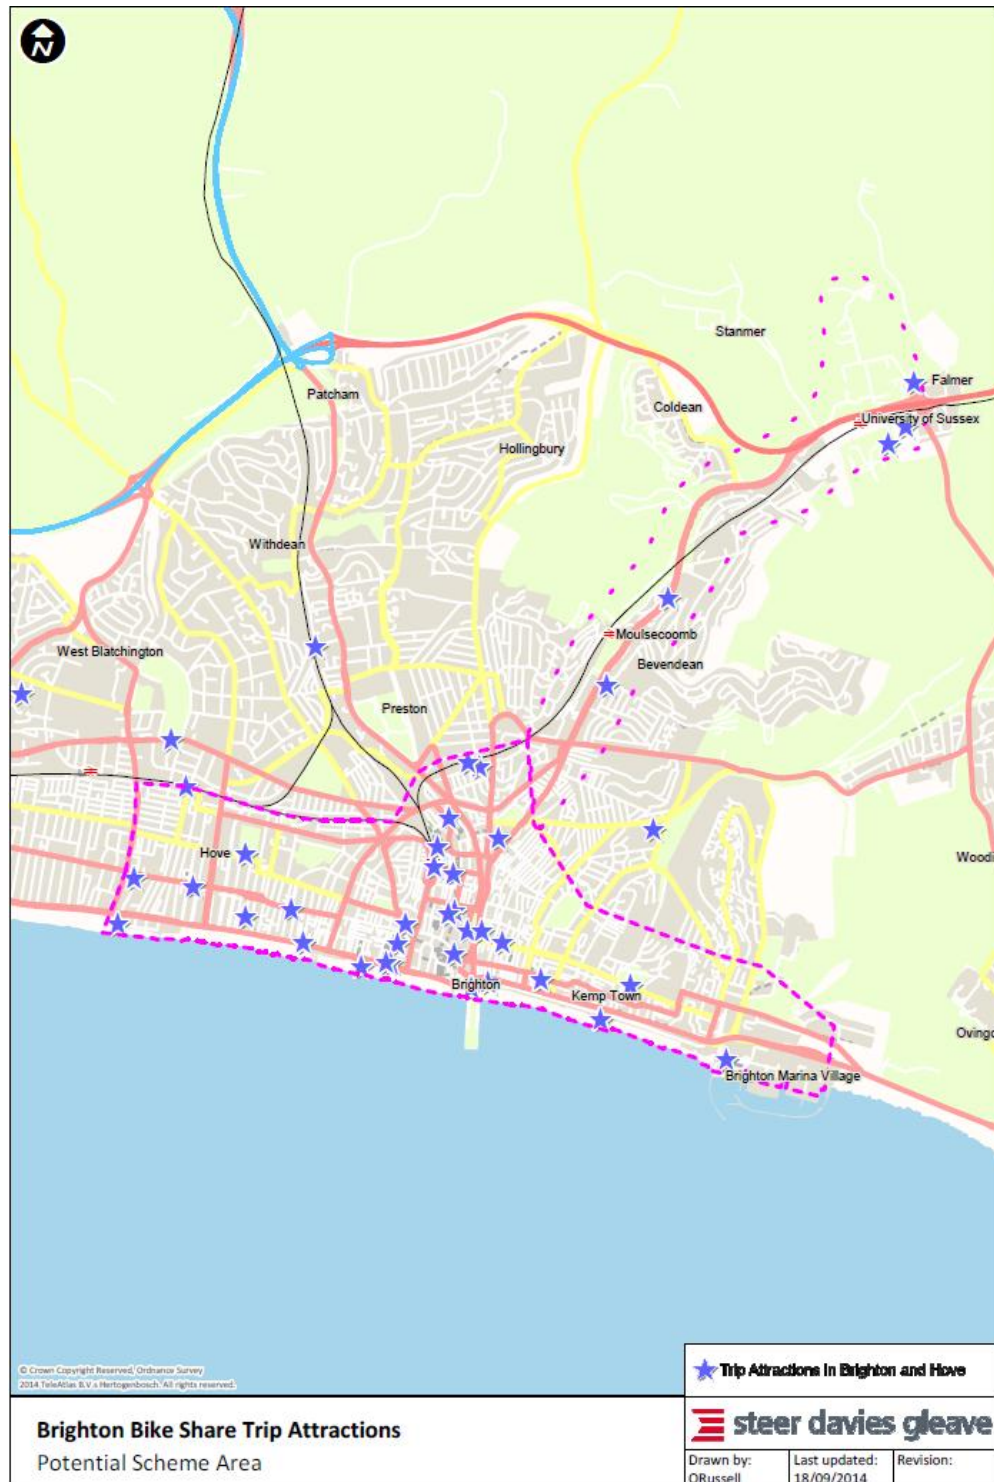 N
Stanmer
Falmer
Patcham
Coldean
University of Sussex
Hollingbury
Withdean
Moulsecoomb
West Blatchington
Bevendean
Preston
Hove
Woodi
Brighton
Kemp Town
Ovingd
Brighton Marina Village
© Crown Copyright Reserved, Ordnance Survey
2014 TeleAtlas B.V.s Hertogenbosch. All rights reserved.
Trip Attractions in Brighton and Hove
Brighton Bike Share Trip Attractions
Potential Scheme Area
steer davies gleave
Drawn by: Last updated: Revision:
ORussell 18/09/2014